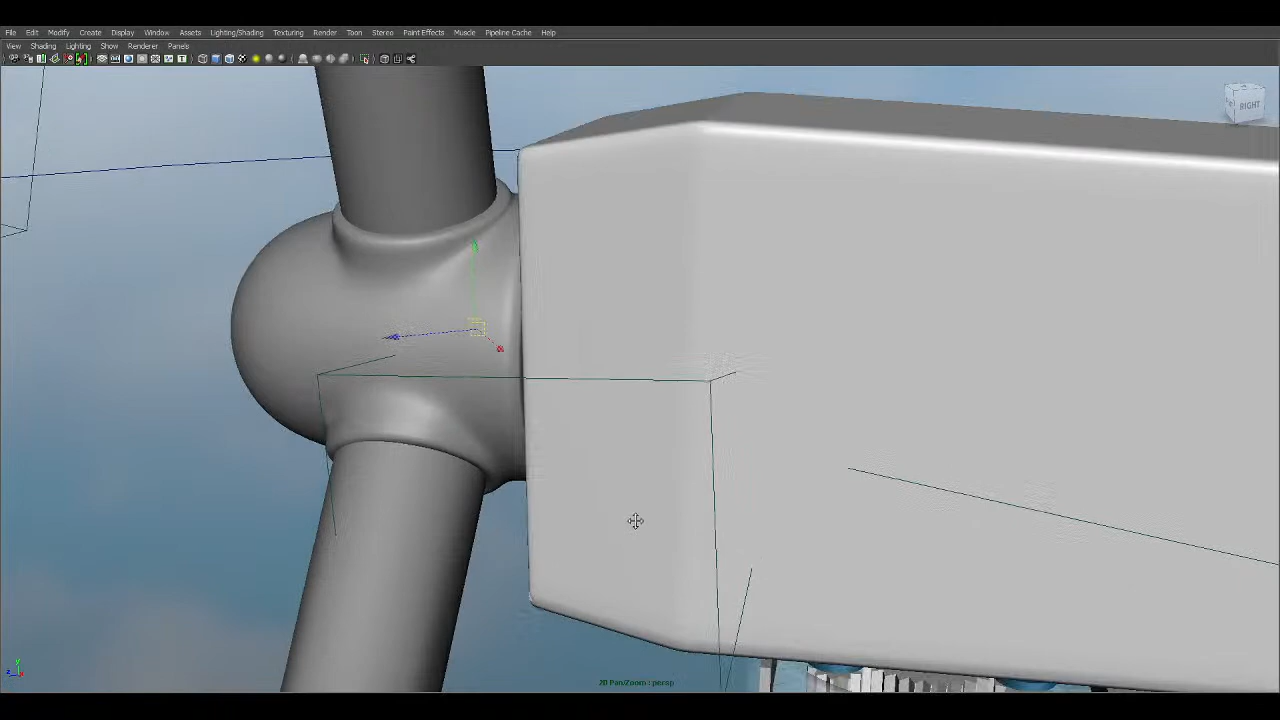 File Edit Modify Create Display Window Assets Lighting/Shading Texturing Render Toon Stereo Paint Effects Muscle Pipeline Cache Help
View Shading Lighting Show Renderer Panels
RIGHT
y
2D Pan/Zoom : persp